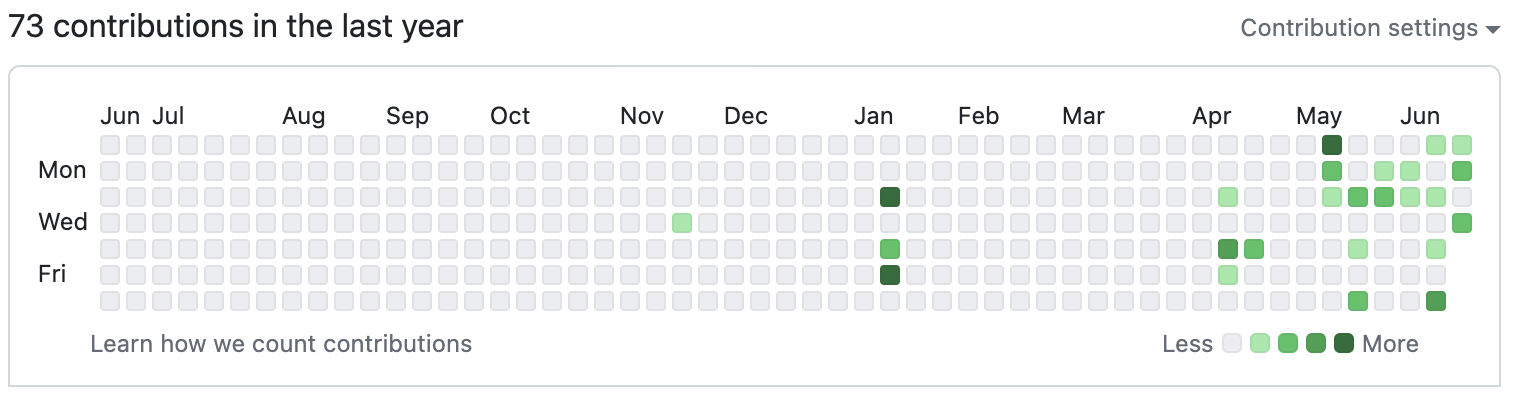 73 contributions in the last year
Contribution settings
Jun Jul Aug Sep Oct Nov Dec Jan Feb Mar Apr May Jun
Mon
Wed
Fri
Learn how we count contributions
Less More